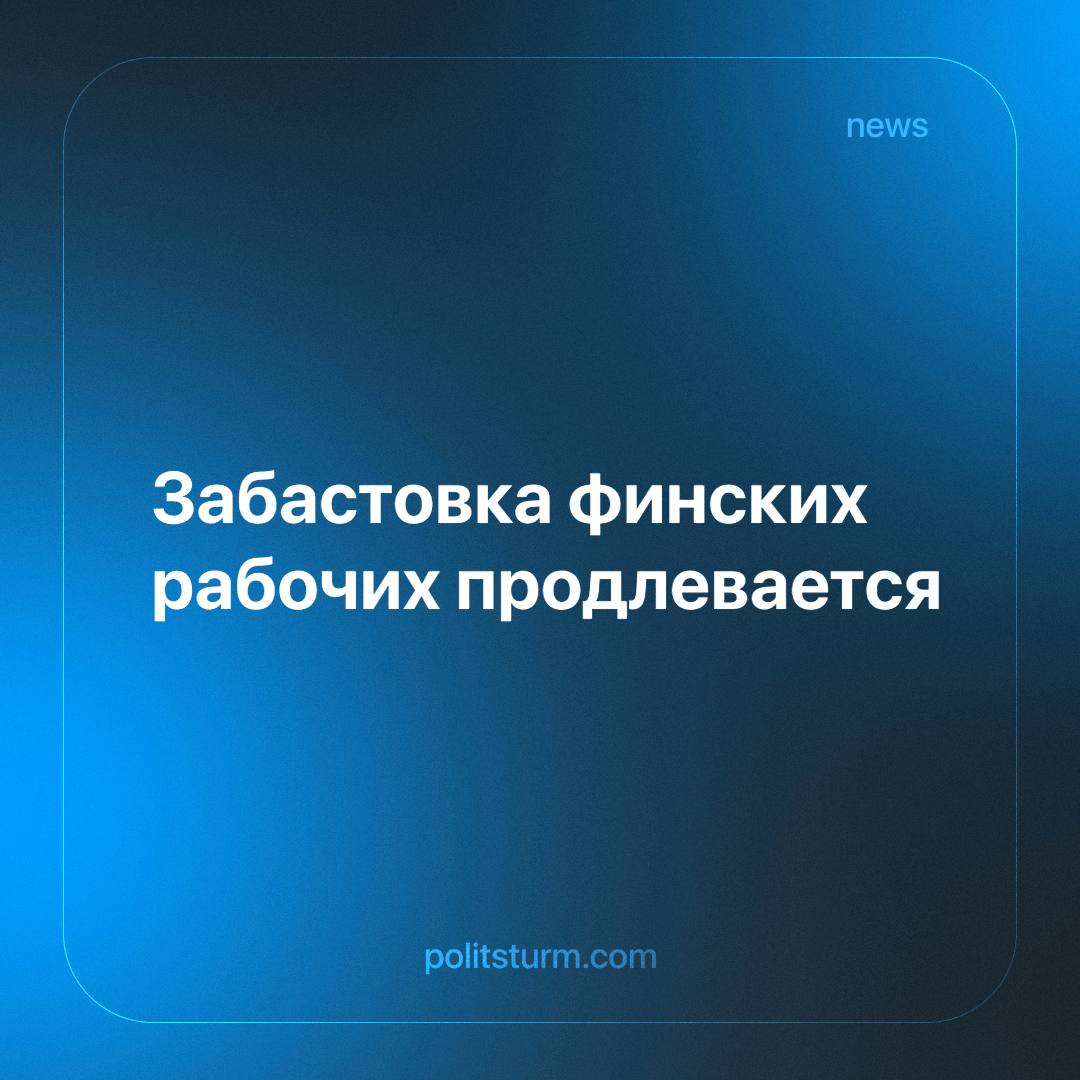 news
Забастовка финских
рабочих продлевается
politsturm.com